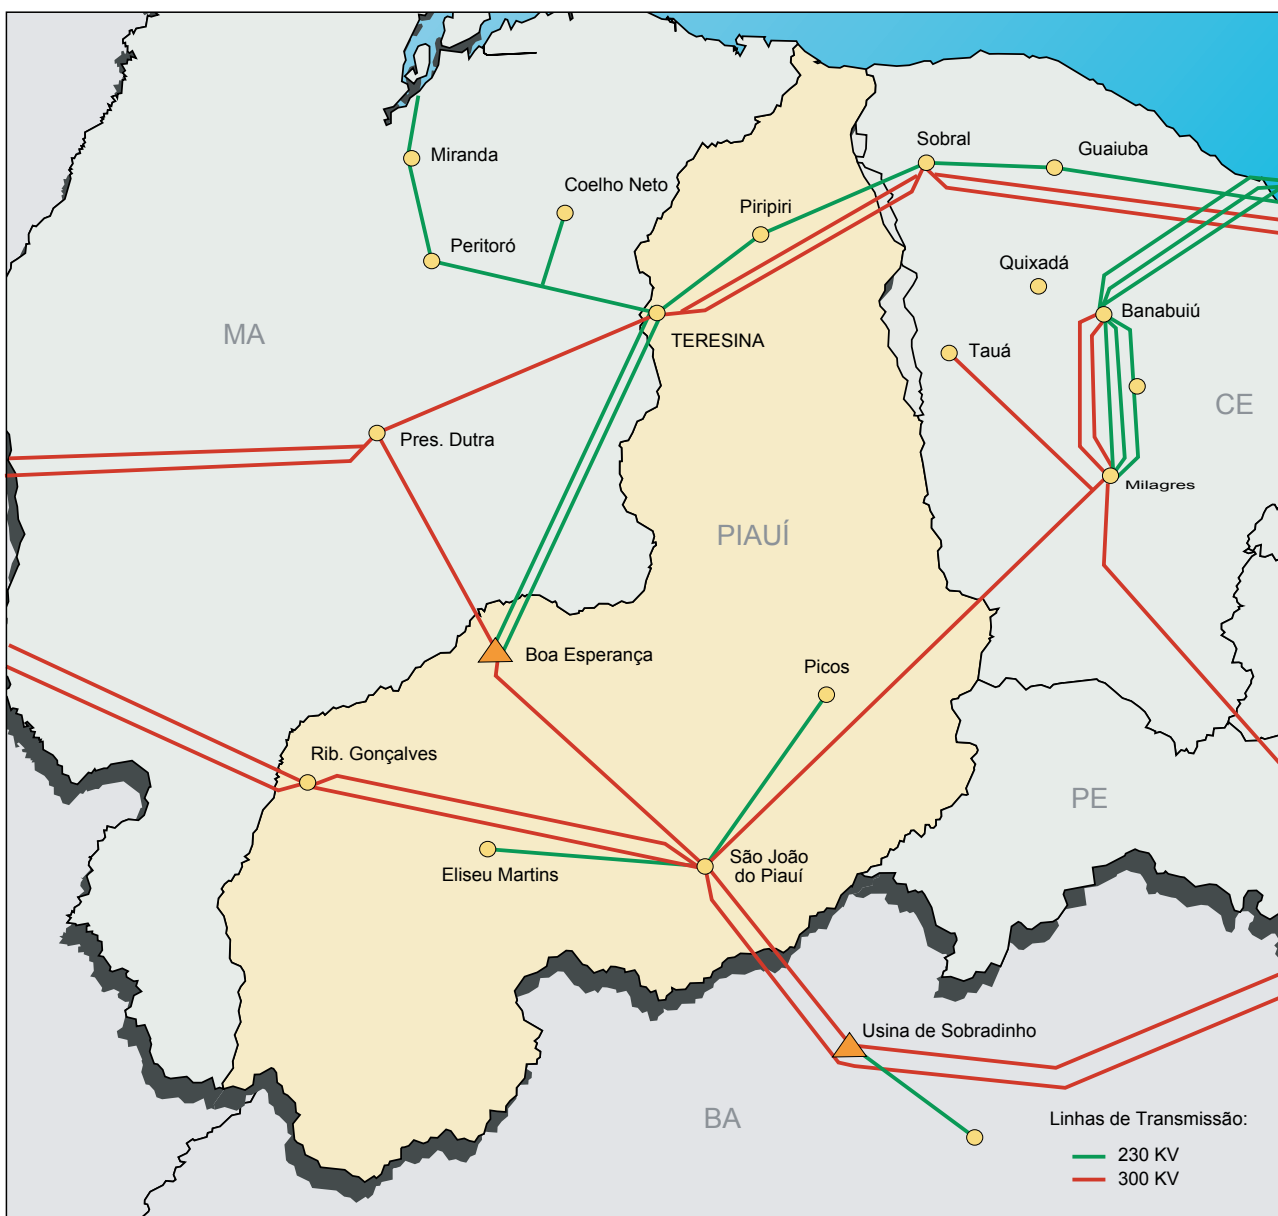 Miranda
Coelho Neto
Sobral
Guaiuba
Piripiri
Peritoró
Quixadá
Banabuiú
TERESINA
MA
Tauá
CE
Pres. Dutra
Milagres
PIAUÍ
Boa Esperança
Picos
Rib. Gonçalves
PE
São João
do Piauí
Eliseu Martins
Usina de Sobradinho
BA
Linhas de Transmissão:
230 KV
300 KV